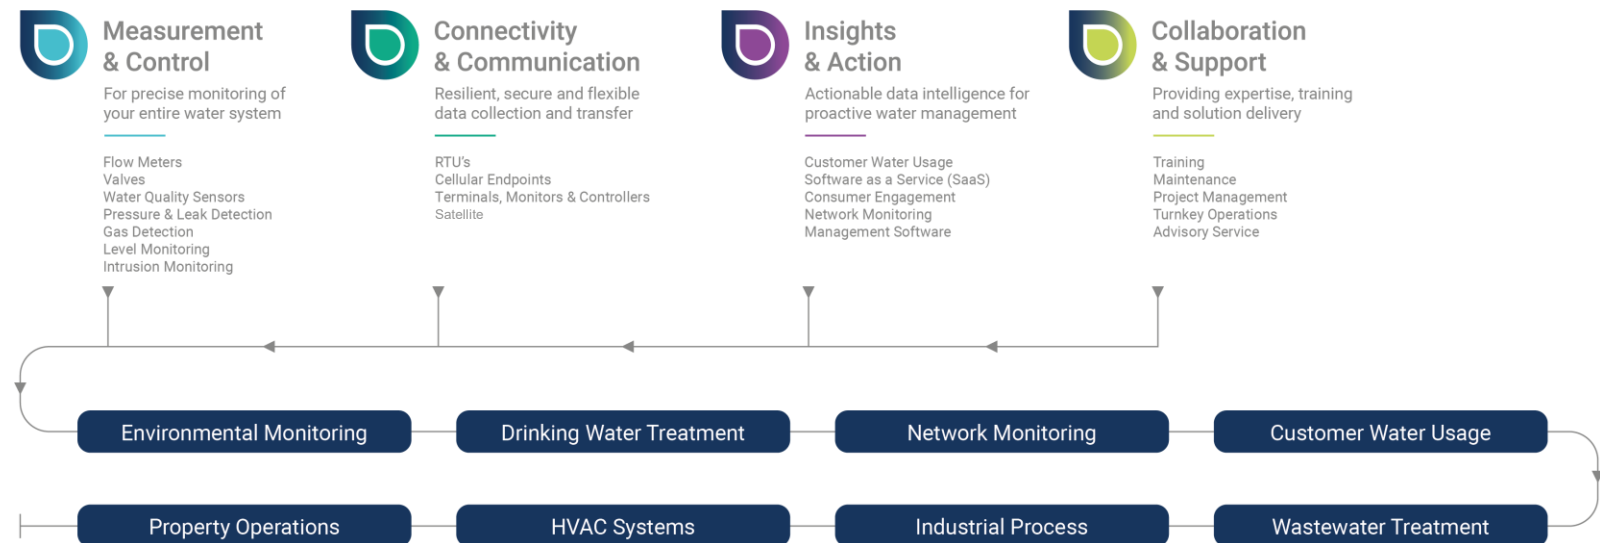 Measurement
& Control
For precise monitoring of
your entire water system
Flow Meters
Valves
Water Quality Sensors
Pressure & Leak Detection
Gas Detection
Level Monitoring
Intrusion Monitoring
Connectivity
& Communication
Resilient, secure and flexible
data collection and transfer
RTU's
Cellular Endpoints
Terminals, Monitors & Controllers
Satellite
Insights
& Action
Actionable data intelligence for
proactive water management
Customer Water Usage
Software as a Service (SaaS)
Consumer Engagement
Network Monitoring
Management Software
Collaboration
& Support
Providing expertise, training
and solution delivery
Training
Maintenance
Project Management
Turnkey Operations
Advisory Service
Environmental Monitoring
Drinking Water Treatment
Network Monitoring
Customer Water Usage
Property Operations
HVAC Systems
Industrial Process
Wastewater Treatment